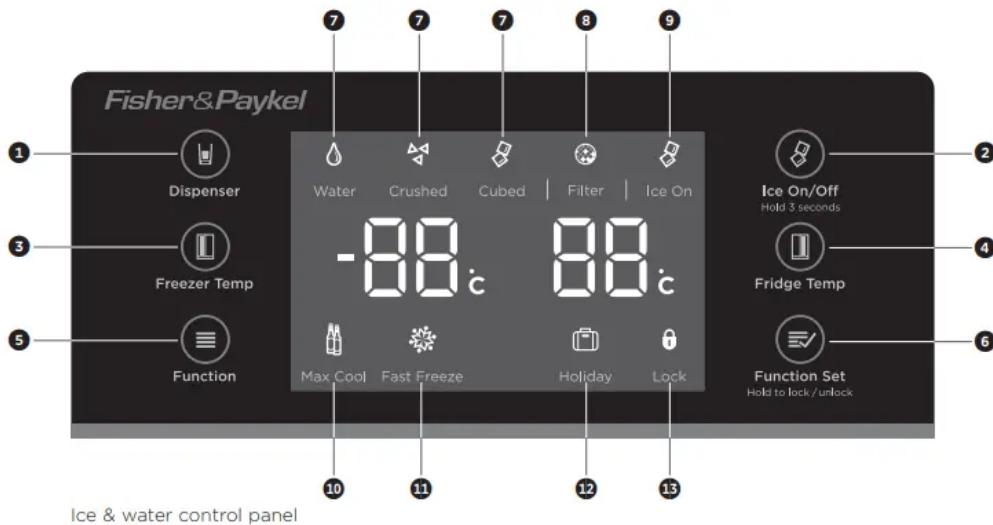 7 7 7 8 9
Fisher&Paykel
1 2
Dispenser Water Crushed Cubed Filter Ice On Ice On/Off
Hold 3 seconds
3 -88°C 88°C 4
Freezer Temp Fridge Temp
5 6
Function Max Cool Fast Freeze Holiday Lock Function Set
Hold to lock / unlock
10 11 12 13
Ice & water control panel